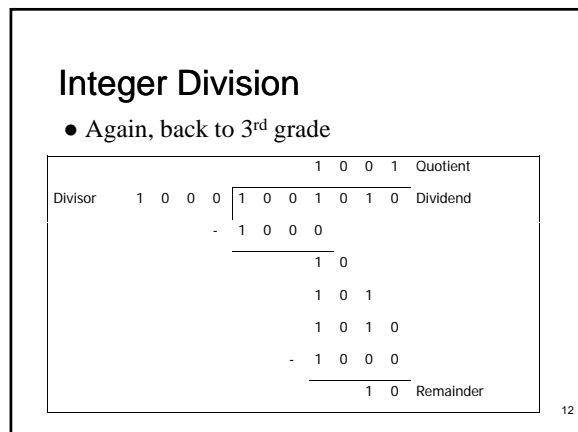 Integer Division
● Again, back to 3rd grade
1 0 0 1 Quotient
Divisor 1 0 0 0 1 0 0 1 0 1 0 Dividend
- 1 0 0 0
1 0
1 0 1
1 0 1 0
- 1 0 0 0
1 0 Remainder
12